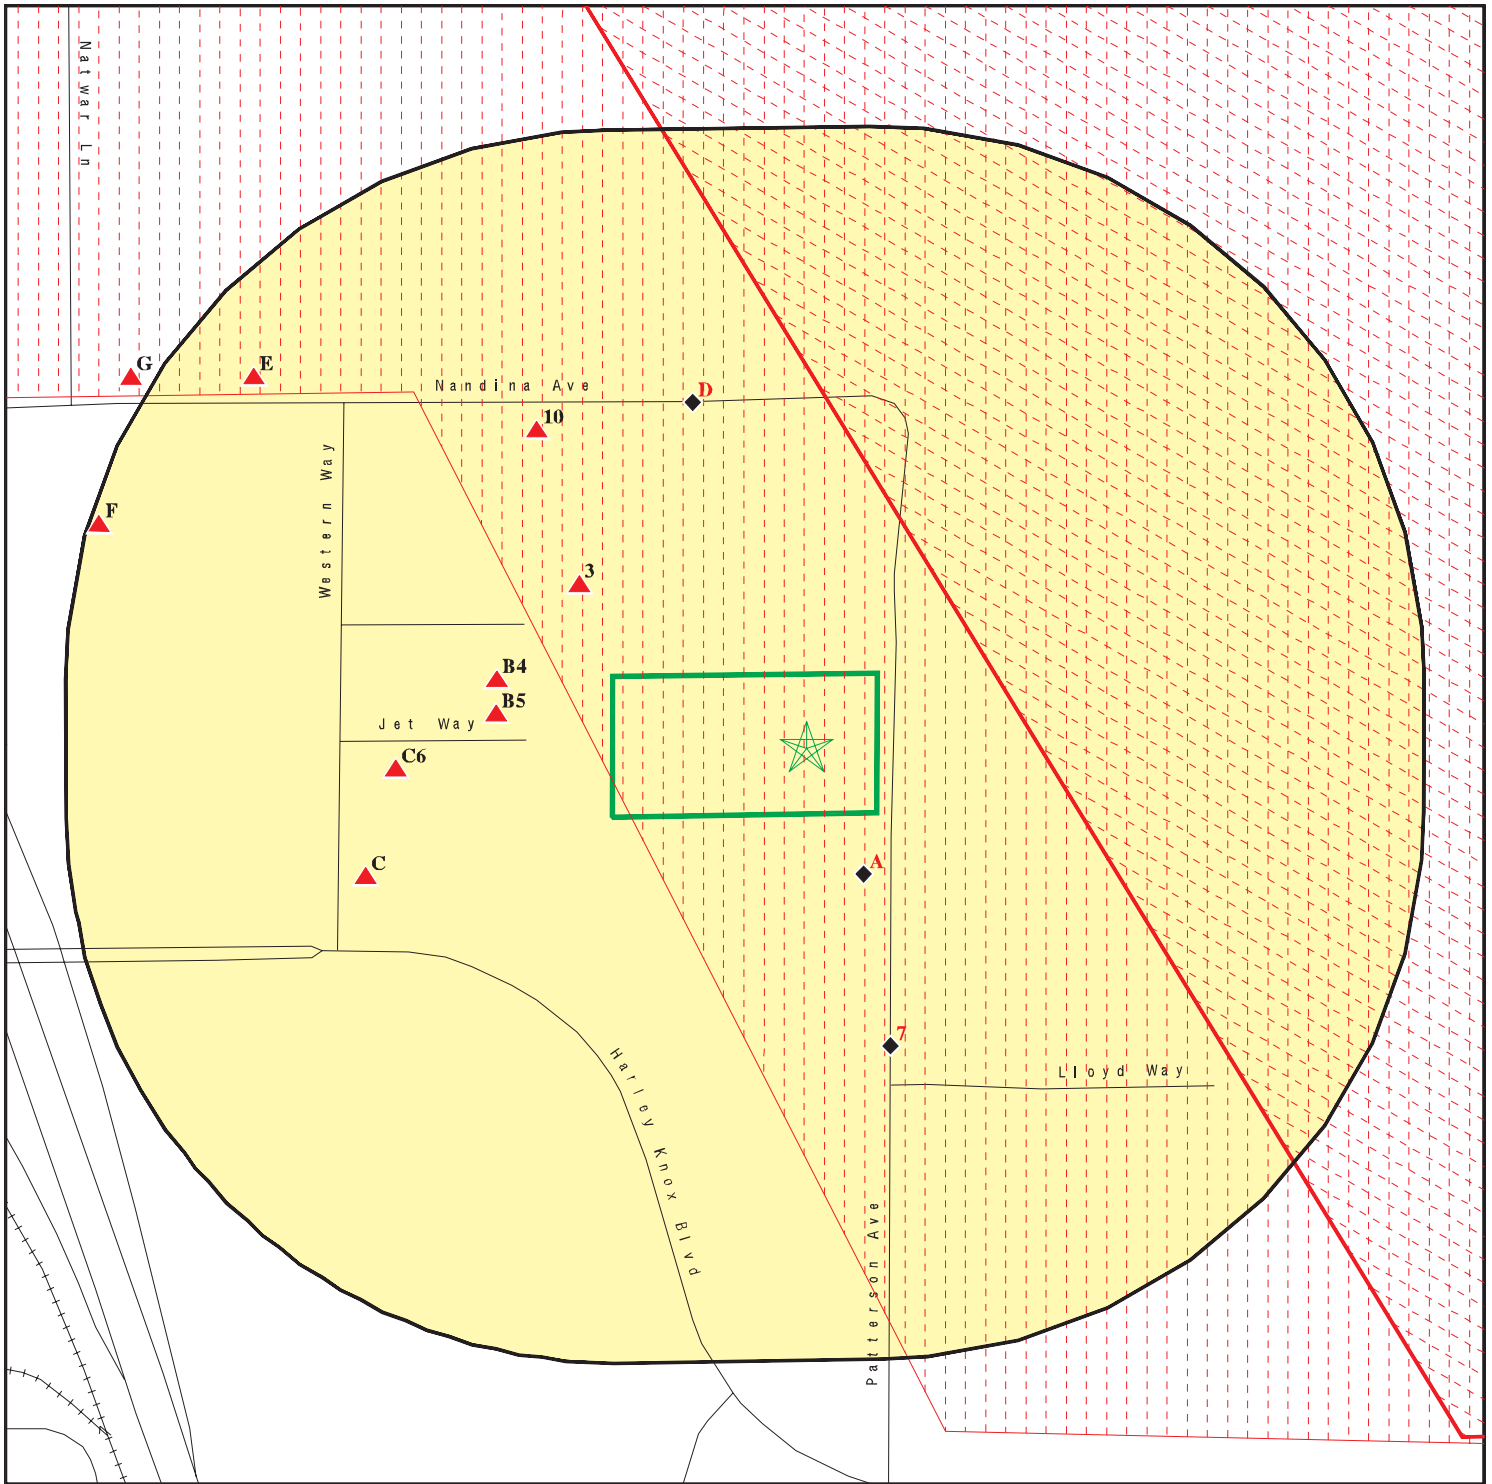 Natwar Ln
G
E
Nandina Ave
D
10
Western Way
F
3
B4
B5
Jet Way
C6
A
C
7
Lloyd Way
Harley Knox Blvd
Patterson Ave